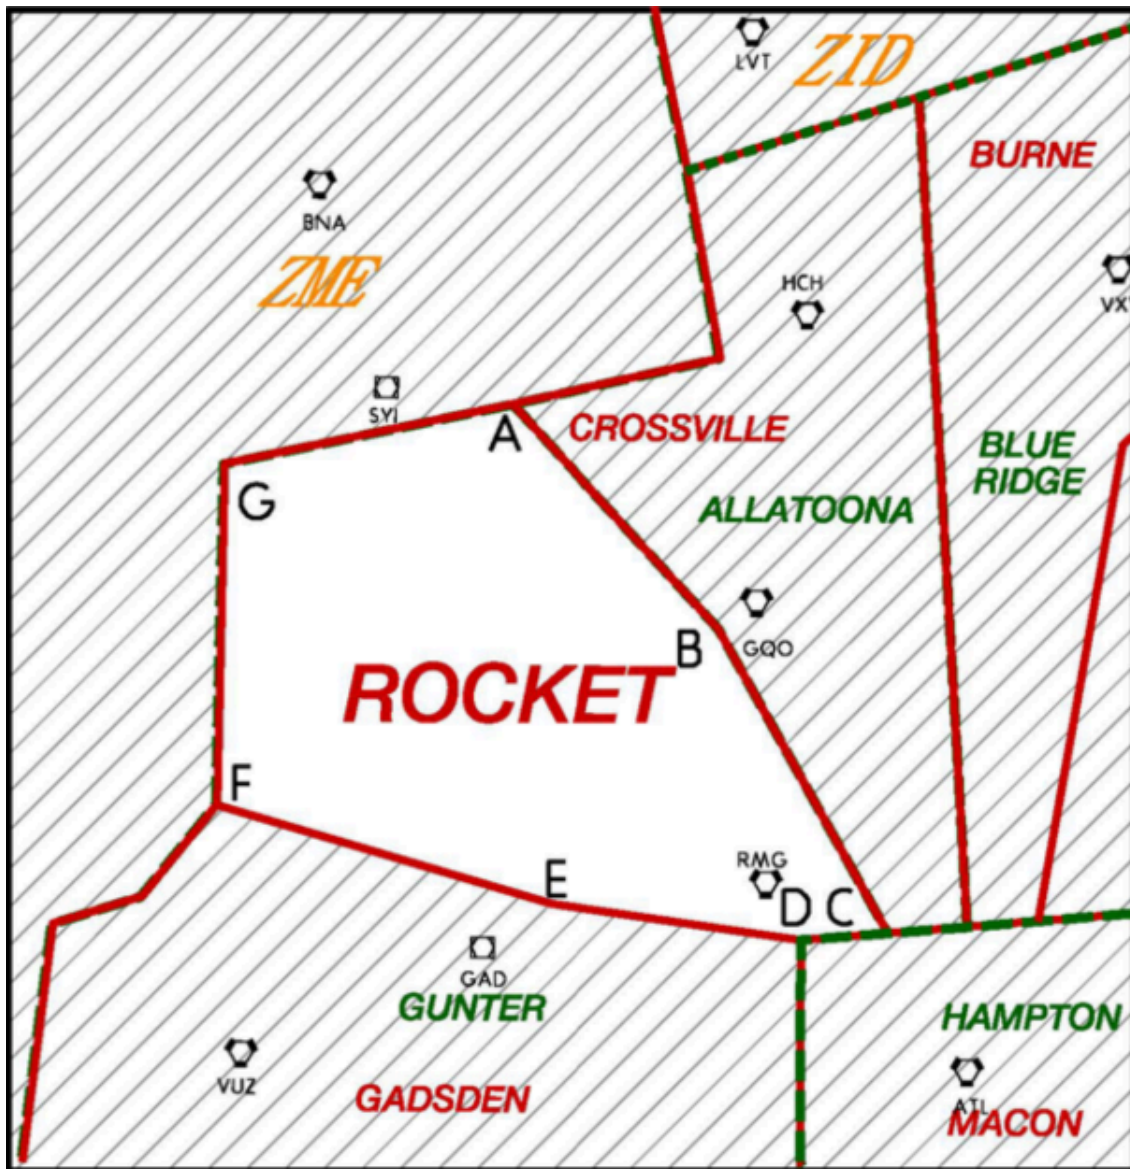 LVT
ZID
BURNE
BNA
ZME
HCH
SYI
A
CROSSVILLE
G
BLUE
RIDGE
ALLATOONA
B
GQO
ROCKET
F
RMG
E
D
C
GAD
GUNTER
HAMPTON
VUZ
GADSDEN
ATL
MACON